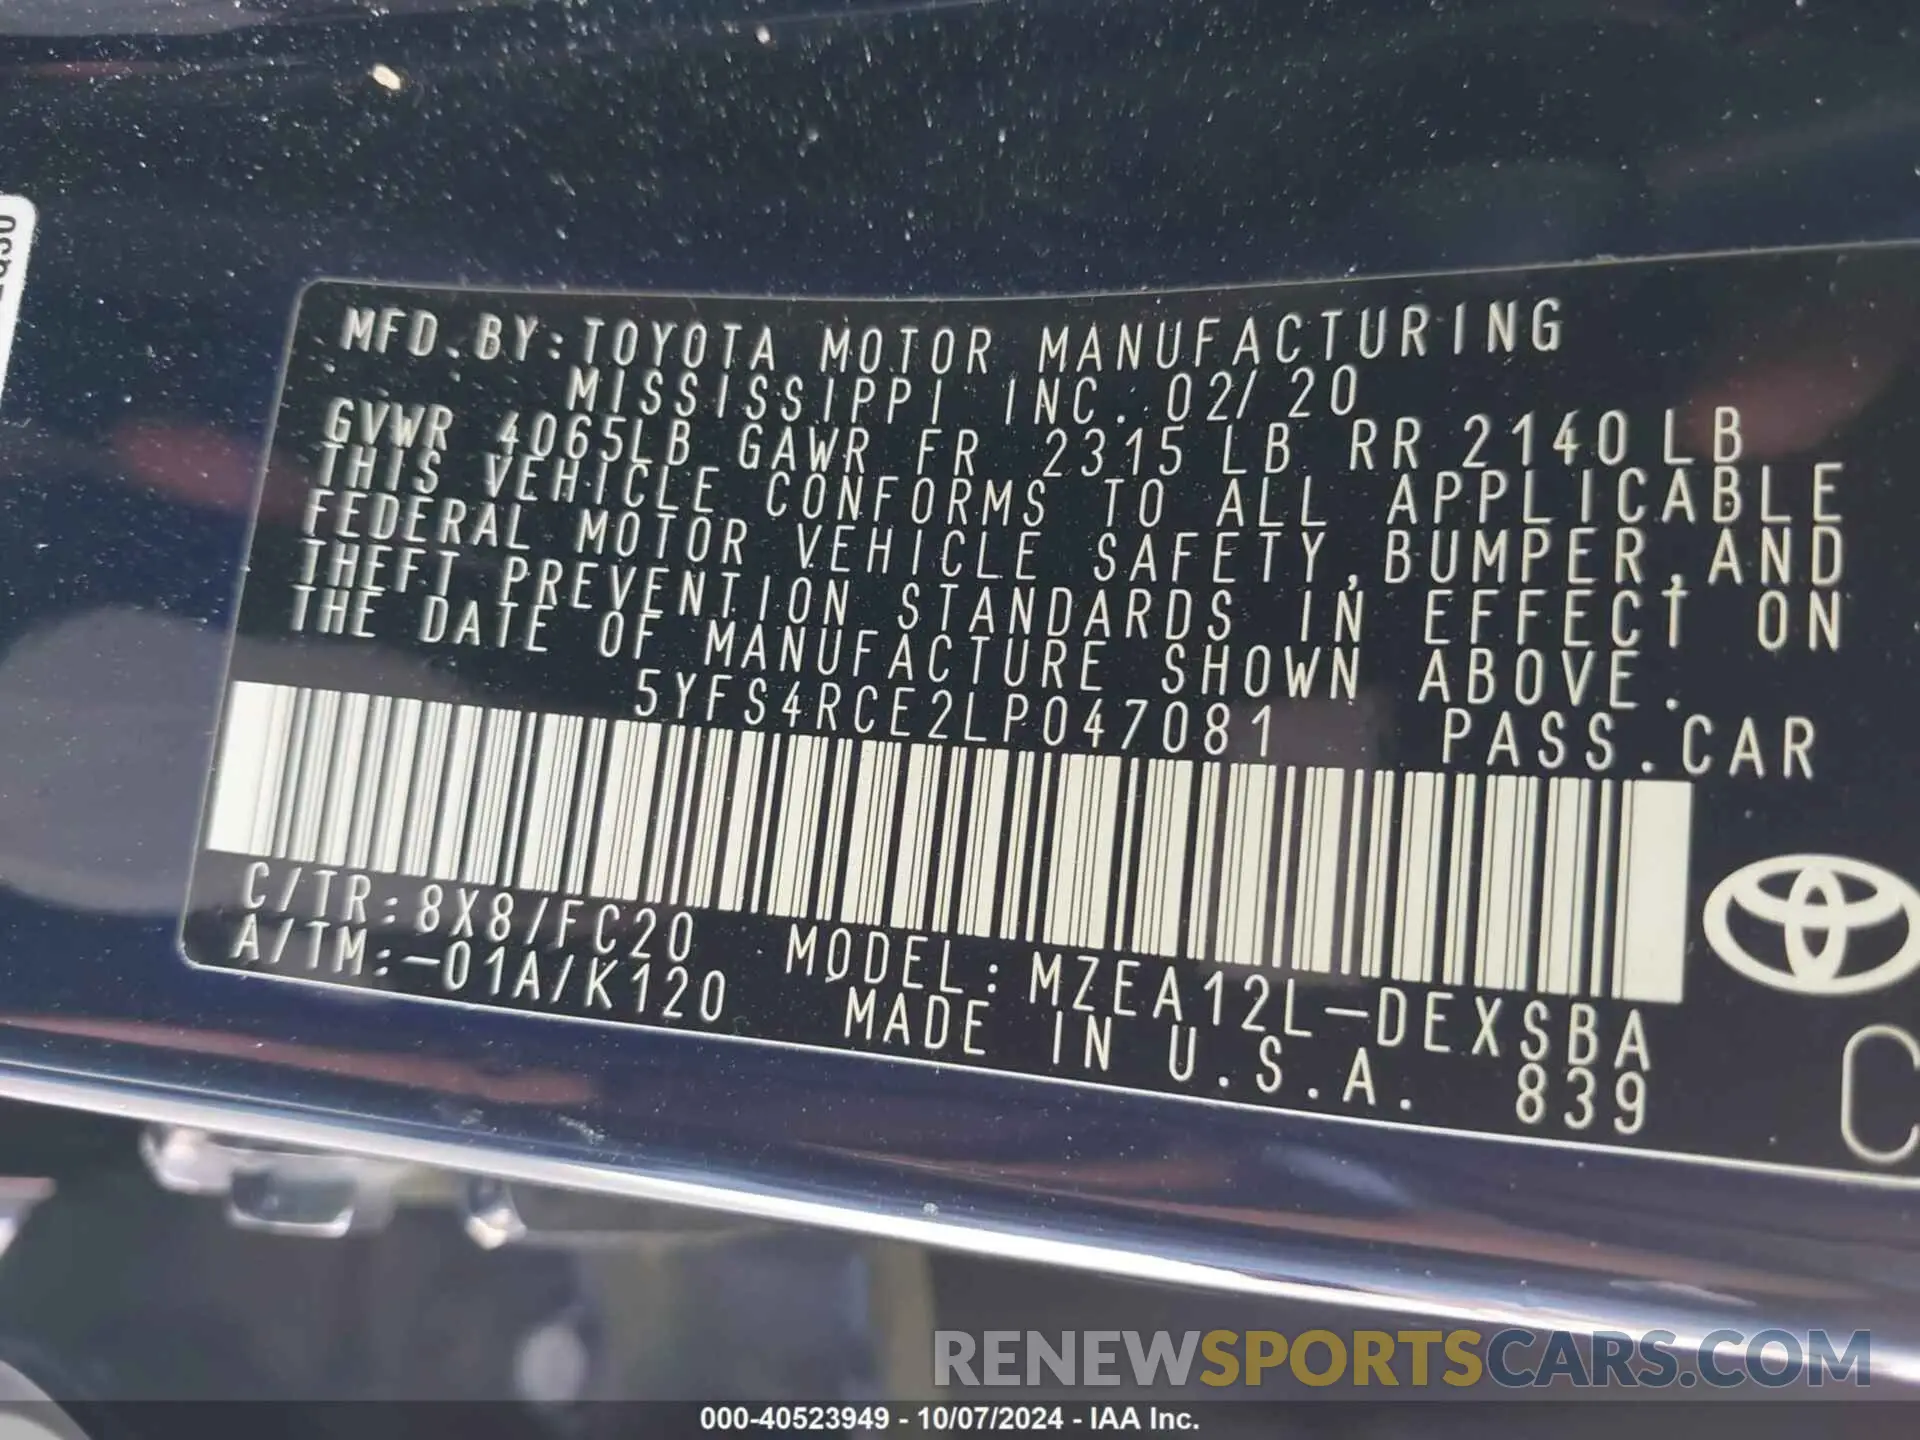 MFD.BY:TOYOTA MOTOR MANUFACTURING
MISSISSIPPI INC. 02/20
GVWR 4065LB GAWR FR 2315LB RR 2140LB
THIS VEHICLE CONFORMS TO ALL APPLICABLE
FEDERAL MOTOR VEHICLE SAFETY,BUMPER,AND
THEFT PREVENTION STANDARDS IN EFFECT ON
THE DATE OF MANUFACTURE SHOWN ABOVE.
5YFS4RCE2LP047081 PASS.CAR
C/TR:8X8/FC20 MODEL:MZEA12L-DEXSBA
A/TM:-01A/K120 MADE IN U.S.A. 839
C
RENEWSPORTSCARS.COM
000-40523949 - 10/07/2024 - IAA Inc.